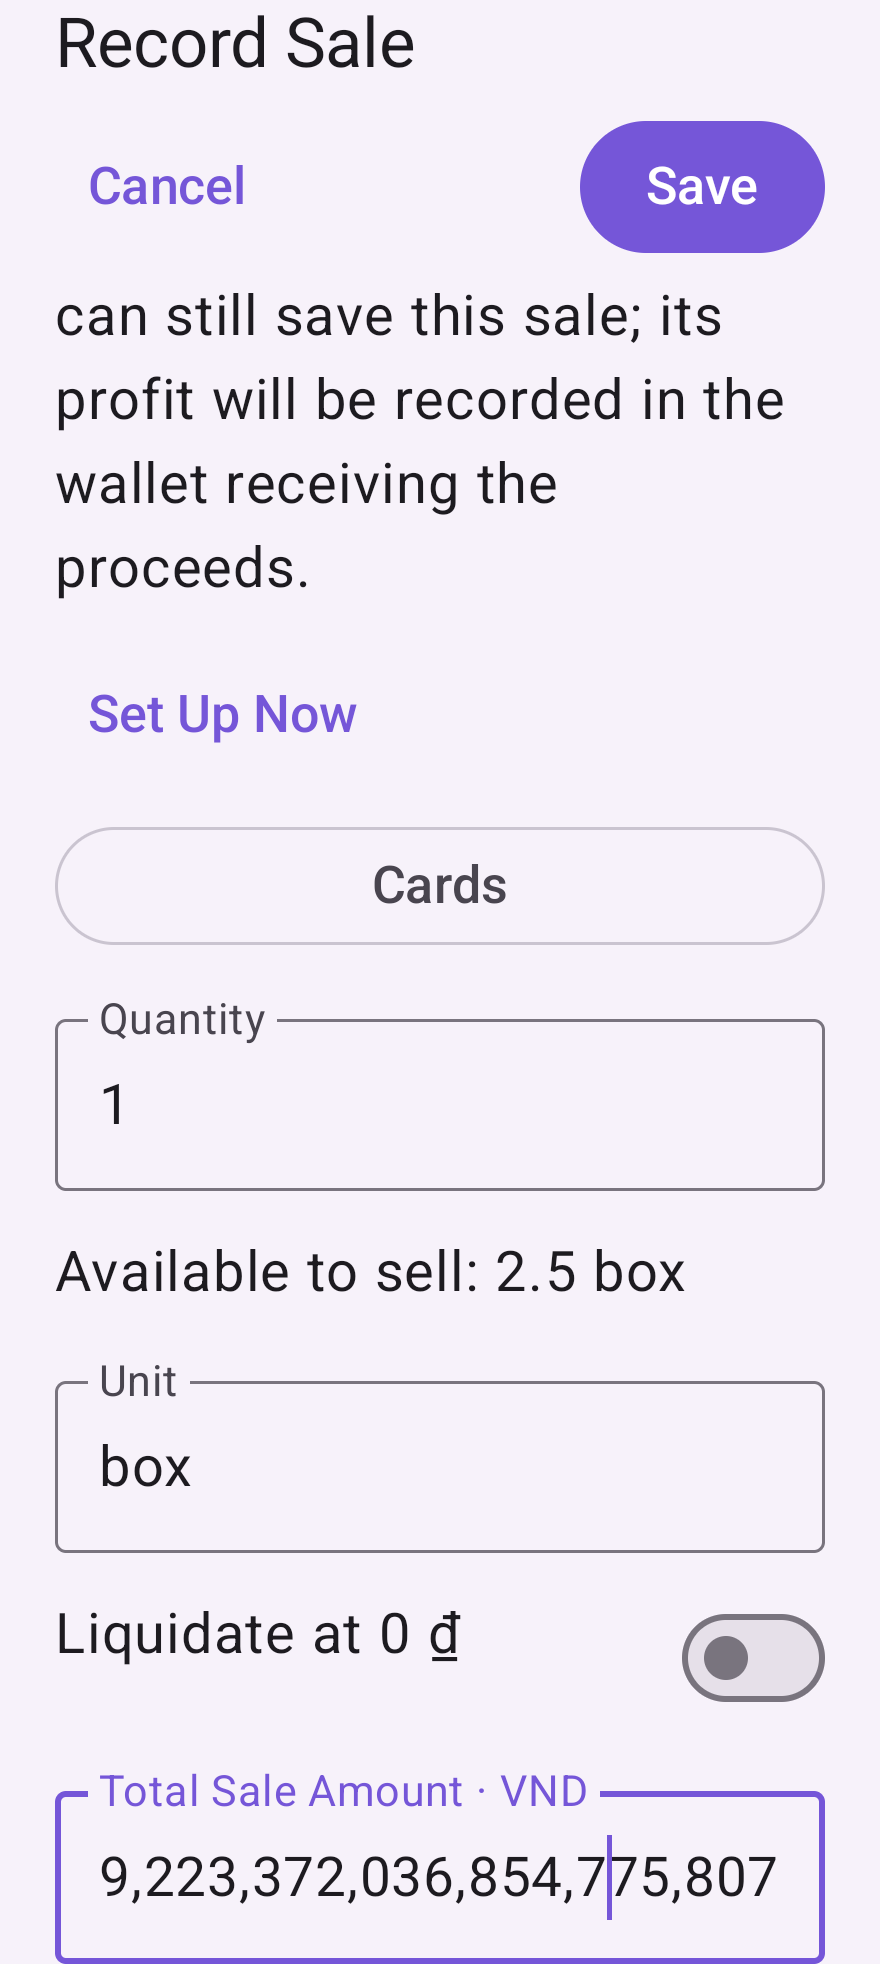 Record Sale
Cancel
Save
can still save this sale; its
profit will be recorded in the
wallet receiving the
proceeds.
Set Up Now
Cards
Quantity
1
Available to sell: 2.5 box
Unit
box
Liquidate at 0 ₫
Total Sale Amount · VND
9,223,372,036,854,775,807